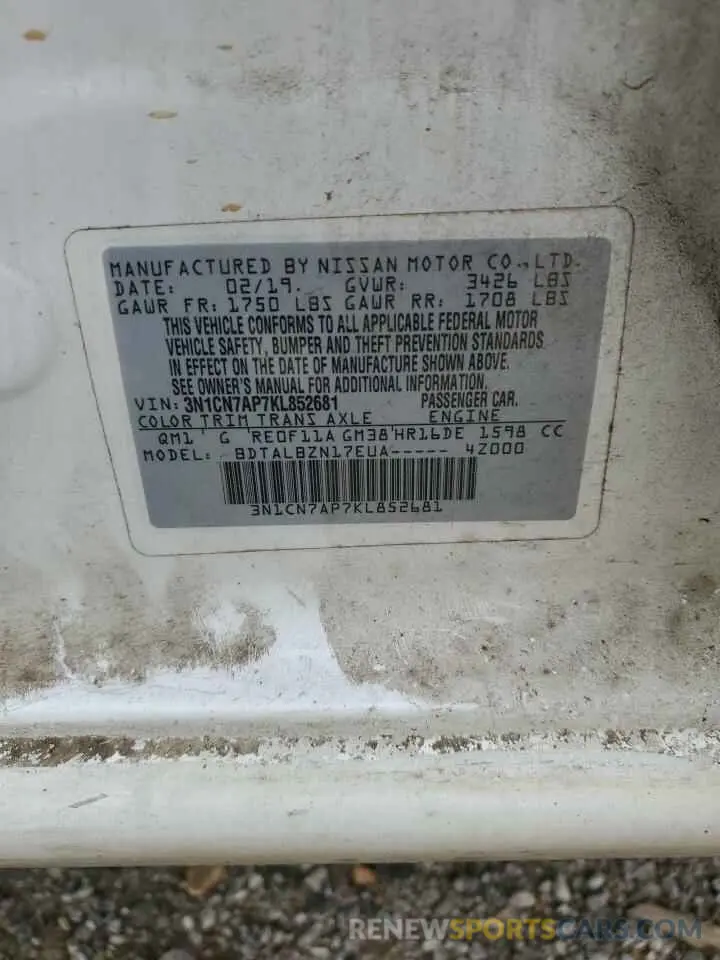 MANUFACTURED BY NISSAN MOTOR CO.,LTD.
DATE: 02/19. GVWR: 3426 LBS
GAWR FR: 1750 LBS GAWR RR: 1708 LBS
THIS VEHICLE CONFORMS TO ALL APPLICABLE FEDERAL MOTOR
VEHICLE SAFETY, BUMPER AND THEFT PREVENTION STANDARDS
IN EFFECT ON THE DATE OF MANUFACTURE SHOWN ABOVE.
SEE OWNER'S MANUAL FOR ADDITIONAL INFORMATION.
VIN: 3N1CN7AP7KL852681 PASSENGER CAR.
COLOR TRIM TRANS AXLE ENGINE
QM1 ' G 'RE0F11A GM38'HR16DE 1598 CC
MODEL: BDTALBZN17EUA----- 4Z000
3N1CN7AP7KL852681
RENEWSPORTSCARS.COM